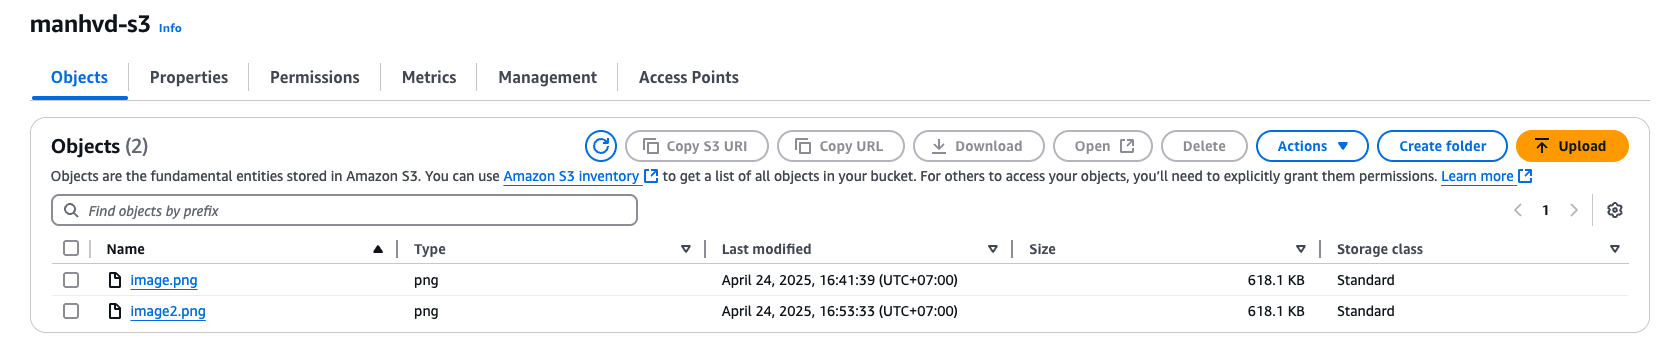 manhvd-s3 Info
Objects Properties Permissions Metrics Management Access Points
Objects (2) Copy S3 URI Copy URL Download Open Delete Actions Create folder Upload
Objects are the fundamental entities stored in Amazon S3. You can use Amazon S3 inventory to get a list of all objects in your bucket. For others to access your objects, you'll need to explicitly grant them permissions. Learn more
Find objects by prefix 1
Name Type Last modified Size Storage class
image.png png April 24, 2025, 16:41:39 (UTC+07:00) 618.1 KB Standard
image2.png png April 24, 2025, 16:53:33 (UTC+07:00) 618.1 KB Standard